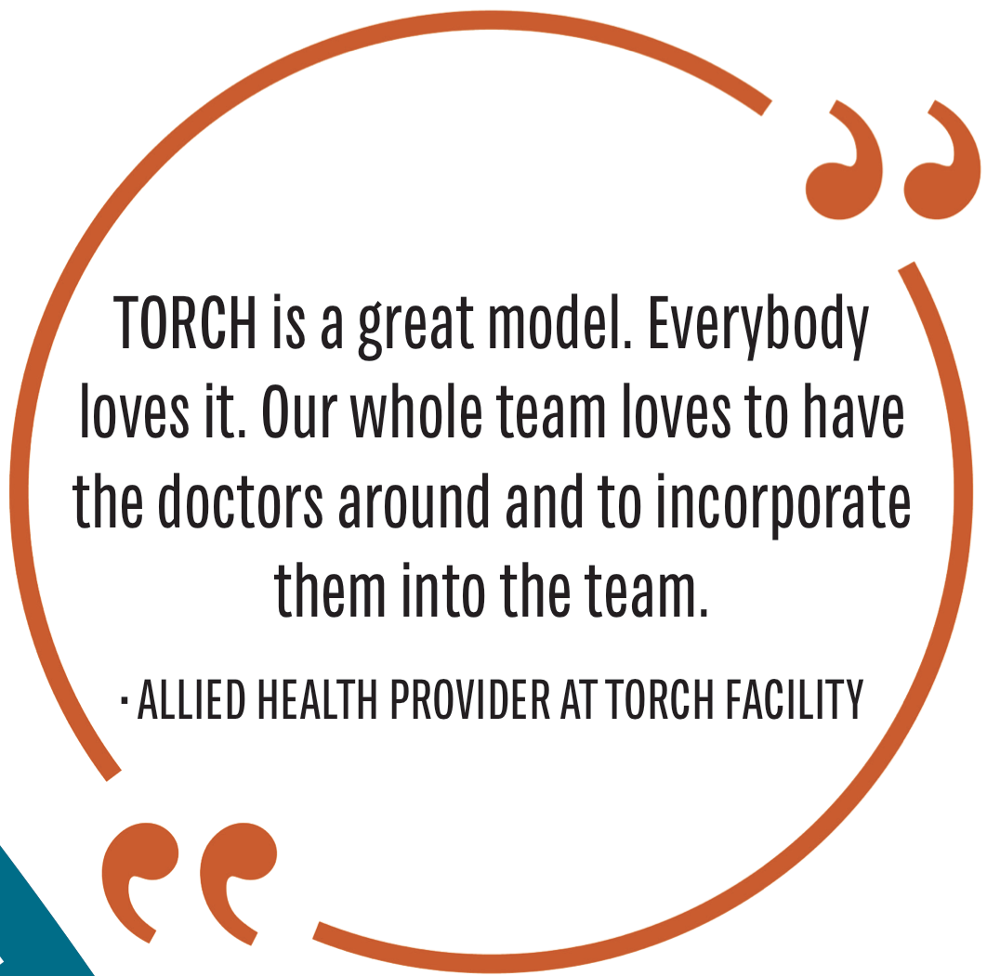 TORCH is a great model. Everybody
loves it. Our whole team loves to have
the doctors around and to incorporate
them into the team.
· ALLIED HEALTH PROVIDER AT TORCH FACILITY